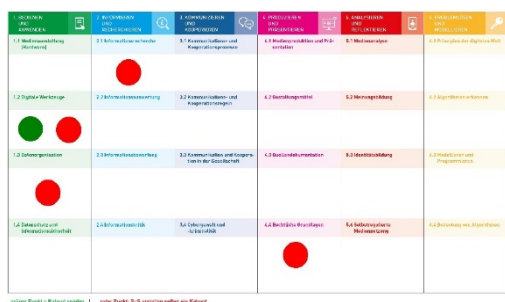 1. BEDIENEN
UND
ANWENDEN
2. INFORMIEREN
UND
RECHERCHIEREN
3. KOMMUNIZIEREN
UND
KOOPERIEREN
4. PRODUZIEREN
UND
PRÄSENTIEREN
5. ANALYSIEREN
UND
REFLEKTIEREN
6. PROBLEMLÖSEN
UND
MODELLIEREN
1.1 Medienausstattung
(Hardware)
2.1 Informationsrecherche
3.1 Kommunikations- und
Kooperationsprozesse
4.1 Medienproduktion und Prä-
sentation
5.1 Medienanalyse
6.1 Prinzipien der digitalen Welt
1.2 Digitale Werkzeuge
2.2 Informationsauswertung
3.2 Kommunikations- und
Kooperationsregeln
4.2 Gestaltungsmittel
5.2 Meinungsbildung
6.2 Algorithmen erkennen
1.3 Datenorganisation
2.3 Informationsbewertung
3.3 Kommunikation und Koopera-
tion in der Gesellschaft
4.3 Quellendokumentation
5.3 Identitätsbildung
6.3 Modellieren und
Programmieren
1.4 Datenschutz und
Informationssicherheit
2.4 Informationskritik
3.4 Cybergewalt und
-kriminalität
4.4 Rechtliche Grundlagen
5.4 Selbstregulierte
Mediennutzung
6.4 Bedeutung von Algorithmen